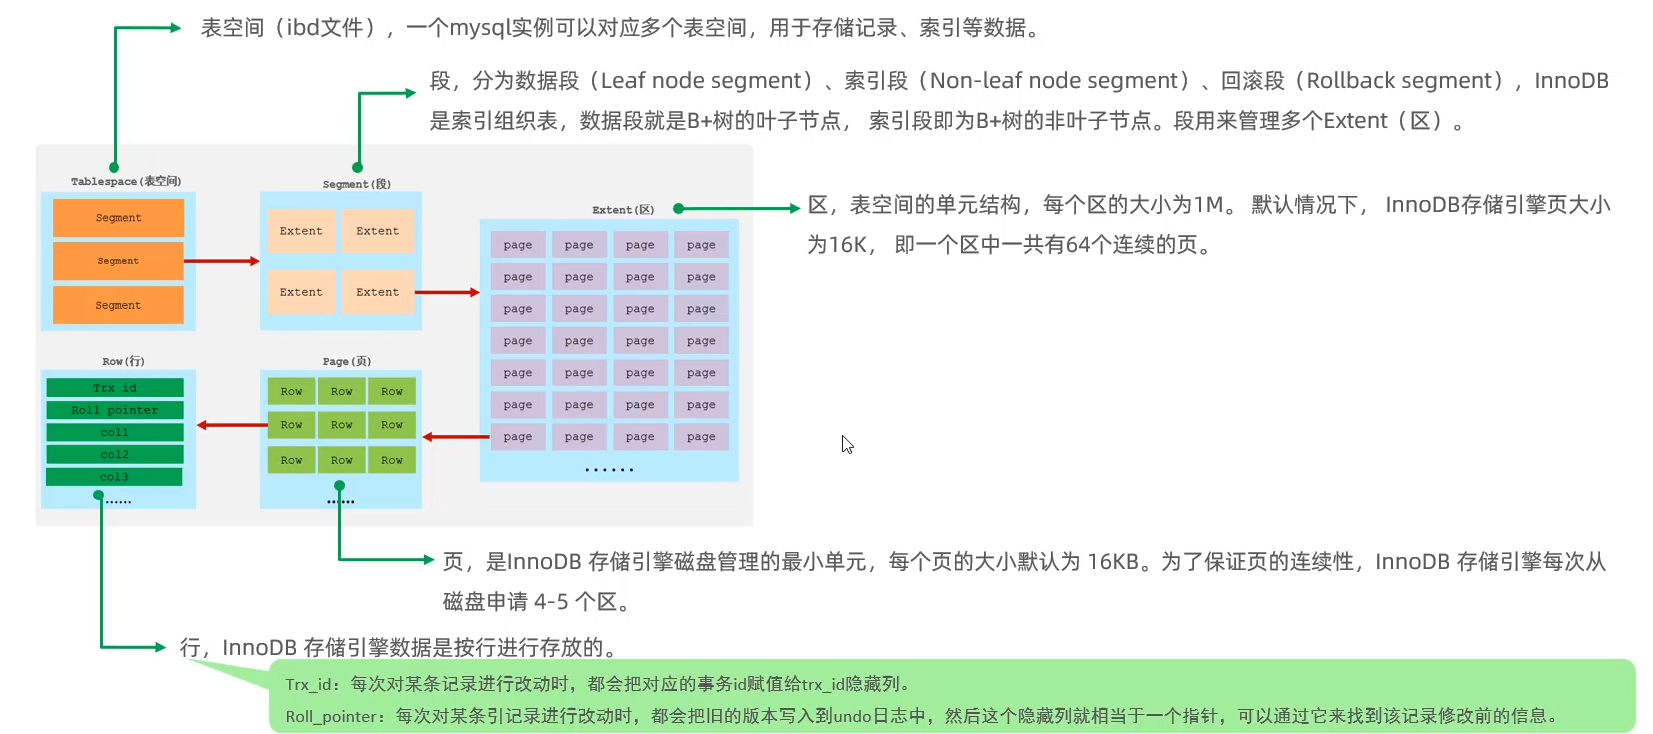 表空间（ibd文件），一个mysql实例可以对应多个表空间，用于存储记录、索引等数据。
段，分为数据段（Leaf node segment）、索引段（Non-leaf node segment）、回滚段（Rollback segment），InnoDB
是索引组织表，数据段就是B+树的叶子节点， 索引段即为B+树的非叶子节点。段用来管理多个Extent（区）。
Tablespace(表空间)
Segment
Segment
Segment
Segment(段)
Extent Extent
Extent Extent
Extent(区)
page page page page
page page page page
page page page page
page page page page
page page page page
page page page page
page page page page
......
区，表空间的单元结构，每个区的大小为1M。 默认情况下， InnoDB存储引擎页大小
为16K， 即一个区中一共有64个连续的页。
Row(行)
Trx id
Roll pointer
col1
col2
col3
......
Page(页)
Row Row Row
Row Row Row
Row Row Row
......
页，是InnoDB 存储引擎磁盘管理的最小单元，每个页的大小默认为 16KB。为了保证页的连续性，InnoDB 存储引擎每次从
磁盘申请 4-5 个区。
行，InnoDB 存储引擎数据是按行进行存放的。
Trx_id：每次对某条记录进行改动时，都会把对应的事务id赋值给trx_id隐藏列。
Roll_pointer：每次对某条引记录进行改动时，都会把旧的版本写入到undo日志中，然后这个隐藏列就相当于一个指针，可以通过它来找到该记录修改前的信息。